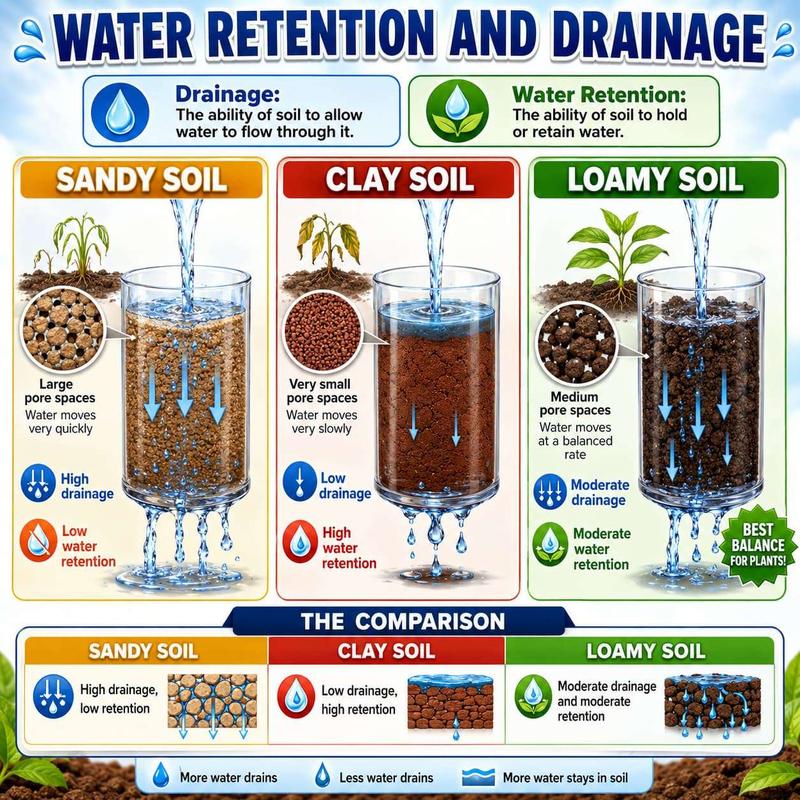 WATER RETENTION AND DRAINAGE
Drainage:
The ability of soil to allow
water to flow through it.
Water Retention:
The ability of soil to hold
or retain water.
SANDY SOIL
Large
pore spaces
Water moves
very quickly
High
drainage
Low
water
retention
CLAY SOIL
Very small
pore spaces
Water moves
very slowly
Low
drainage
High
water
retention
LOAMY SOIL
Medium
pore spaces
Water moves
at a balanced
rate
Moderate
drainage
Moderate
water
retention
BEST
BALANCE
FOR PLANTS!
THE COMPARISON
SANDY SOIL
High drainage,
low retention
CLAY SOIL
Low drainage,
high retention
LOAMY SOIL
Moderate drainage
and moderate
retention
More water drains
Less water drains
More water stays in soil